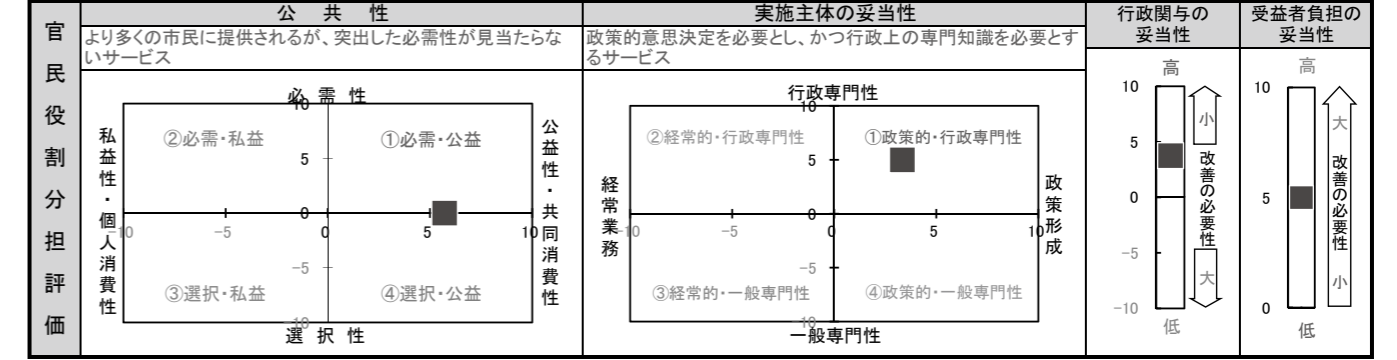 官民役割分担評価
公共性
より多くの市民に提供されるが、突出した必需性が見当たらな
いサービス
必需性
10
②必需・私益
①必需・公益
5
私益性・個人消費性
公益性・共同消費性
0
-10
-5
0
5
10
-5
③選択・私益
④選択・公益
-10
選択性
実施主体の妥当性
政策的意思決定を必要とし、かつ行政上の専門知識を必要とす
るサービス
行政専門性
10
②経常的・行政専門性
①政策的・行政専門性
5
経常業務
政策形成
0
-10
-5
0
5
10
-5
③経常的・一般専門性
④政策的・一般専門性
-10
一般専門性
行政関与の
妥当性
高
10
小
5
改善の必要性
0
-5
大
-10
低
受益者負担の
妥当性
高
10
大
改善の必要性
5
小
0
低